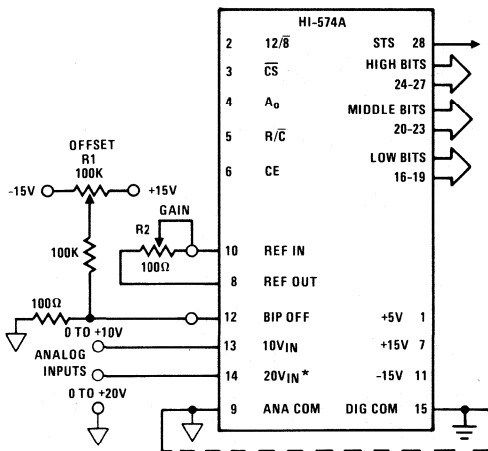 HI-574A
2 12/8̅ STS 28
3 C̅S̅ HIGH BITS
24-27
4 Ao MIDDLE BITS
20-23
5 R/C̅ LOW BITS
16-19
6 CE
OFFSET
R1
100K
-15V +15V
100K
GAIN
R2
100Ω
10 REF IN
8 REF OUT
100Ω
12 BIP OFF +5V 1
0 TO +10V
13 10VIN +15V 7
ANALOG
INPUTS
14 20VIN* -15V 11
0 TO +20V
9 ANA COM DIG COM 15